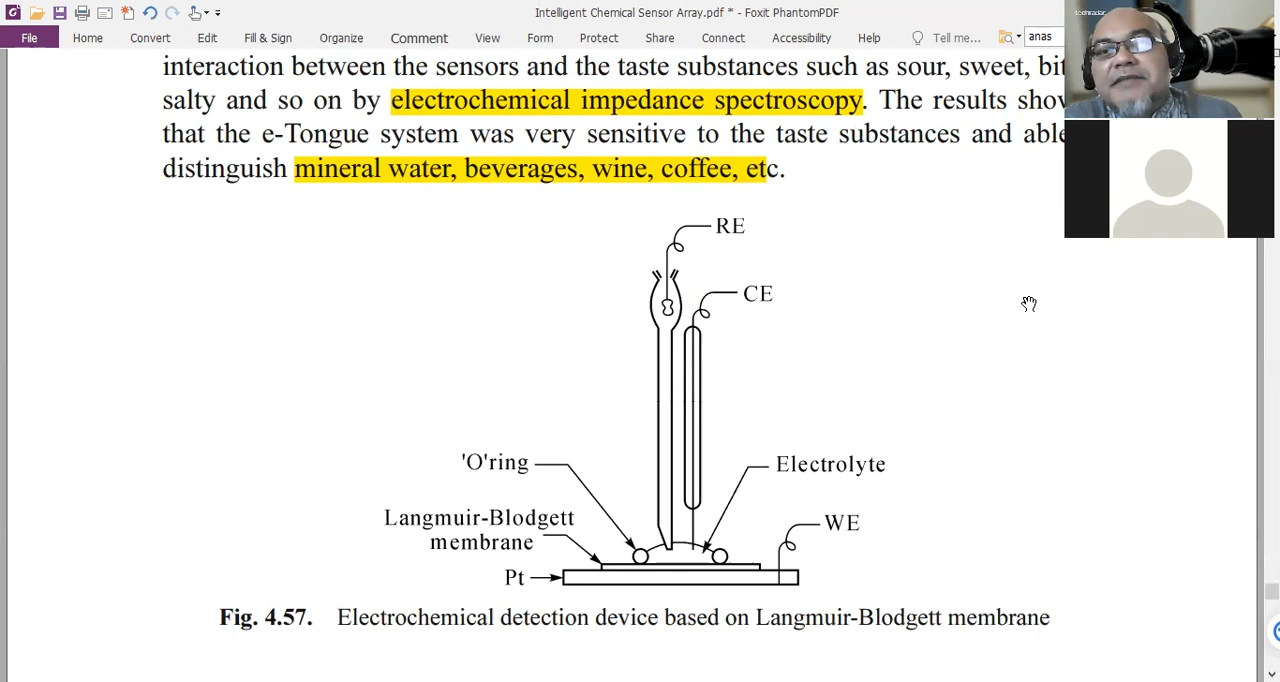 Intelligent Chemical Sensor Array.pdf * - Foxit PhantomPDF
File Home Convert Edit Fill & Sign Organize Comment View Form Protect Share Connect Accessibility Help Tell me... anas
interaction between the sensors and the taste substances such as sour, sweet, bit
salty and so on by electrochemical impedance spectroscopy. The results show
that the e-Tongue system was very sensitive to the taste substances and able
distinguish mineral water, beverages, wine, coffee, etc.
RE
CE
'O'ring
Electrolyte
Langmuir-Blodgett
membrane
WE
Pt
Fig. 4.57. Electrochemical detection device based on Langmuir-Blodgett membrane